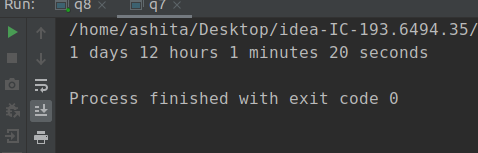 Run: q8 × q7 ×
/home/ashita/Desktop/idea-IC-193.6494.35/
1 days 12 hours 1 minutes 20 seconds
Process finished with exit code 0